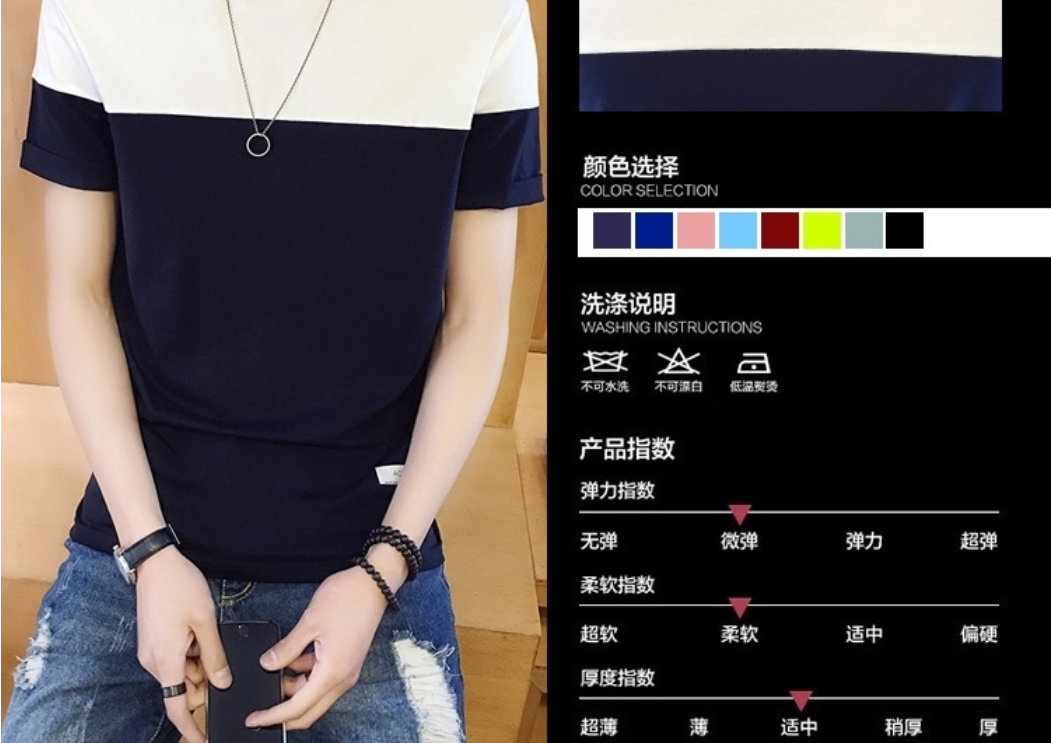 颜色选择
COLOR SELECTION
洗涤说明
WASHING INSTRUCTIONS
不可水洗 不可漂白 低温熨烫
产品指数
弹力指数
无弹 微弹 弹力 超弹
柔软指数
超软 柔软 适中 偏硬
厚度指数
超薄 薄 适中 稍厚 厚